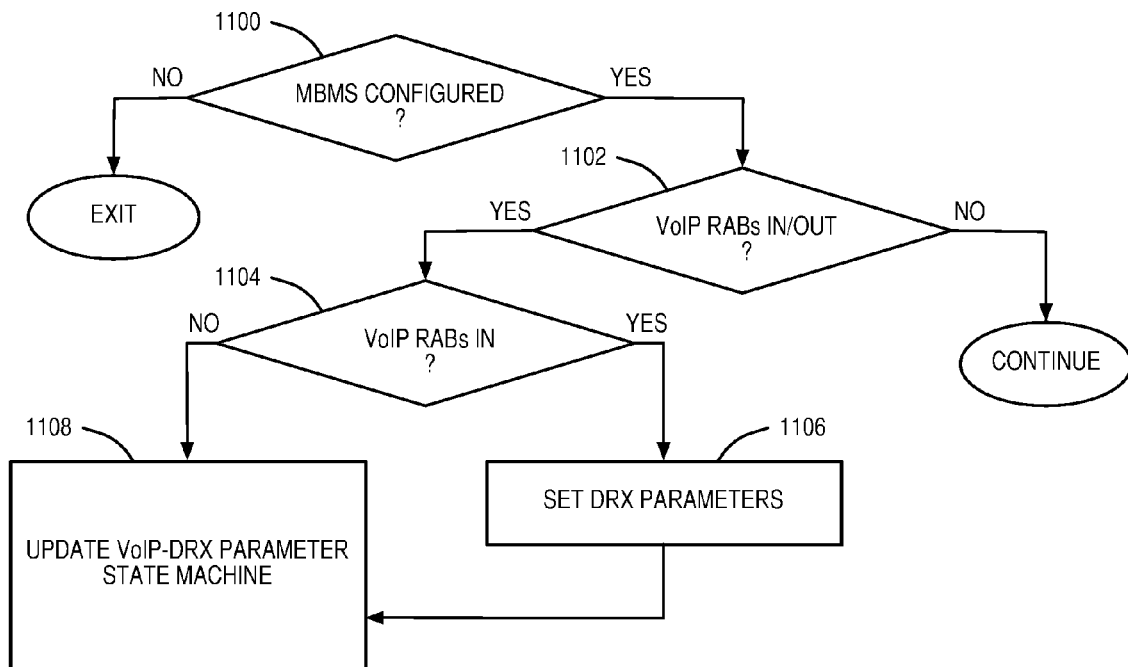 1100
NO
YES
MBMS CONFIGURED
?
1102
EXIT
YES
NO
VoIP RABs IN/OUT
?
1104
NO
YES
VoIP RABs IN
?
CONTINUE
1108
1106
SET DRX PARAMETERS
UPDATE VoIP-DRX PARAMETER
STATE MACHINE